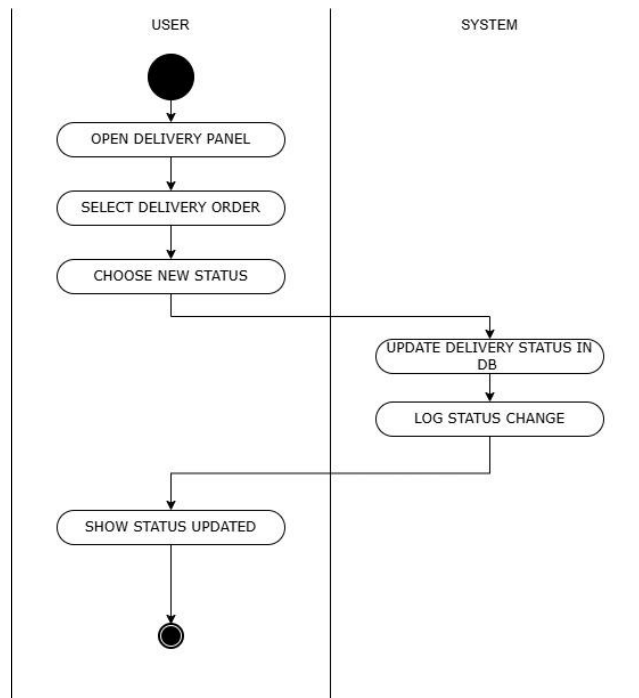 USER
SYSTEM
OPEN DELIVERY PANEL
SELECT DELIVERY ORDER
CHOOSE NEW STATUS
UPDATE DELIVERY STATUS IN
DB
LOG STATUS CHANGE
SHOW STATUS UPDATED